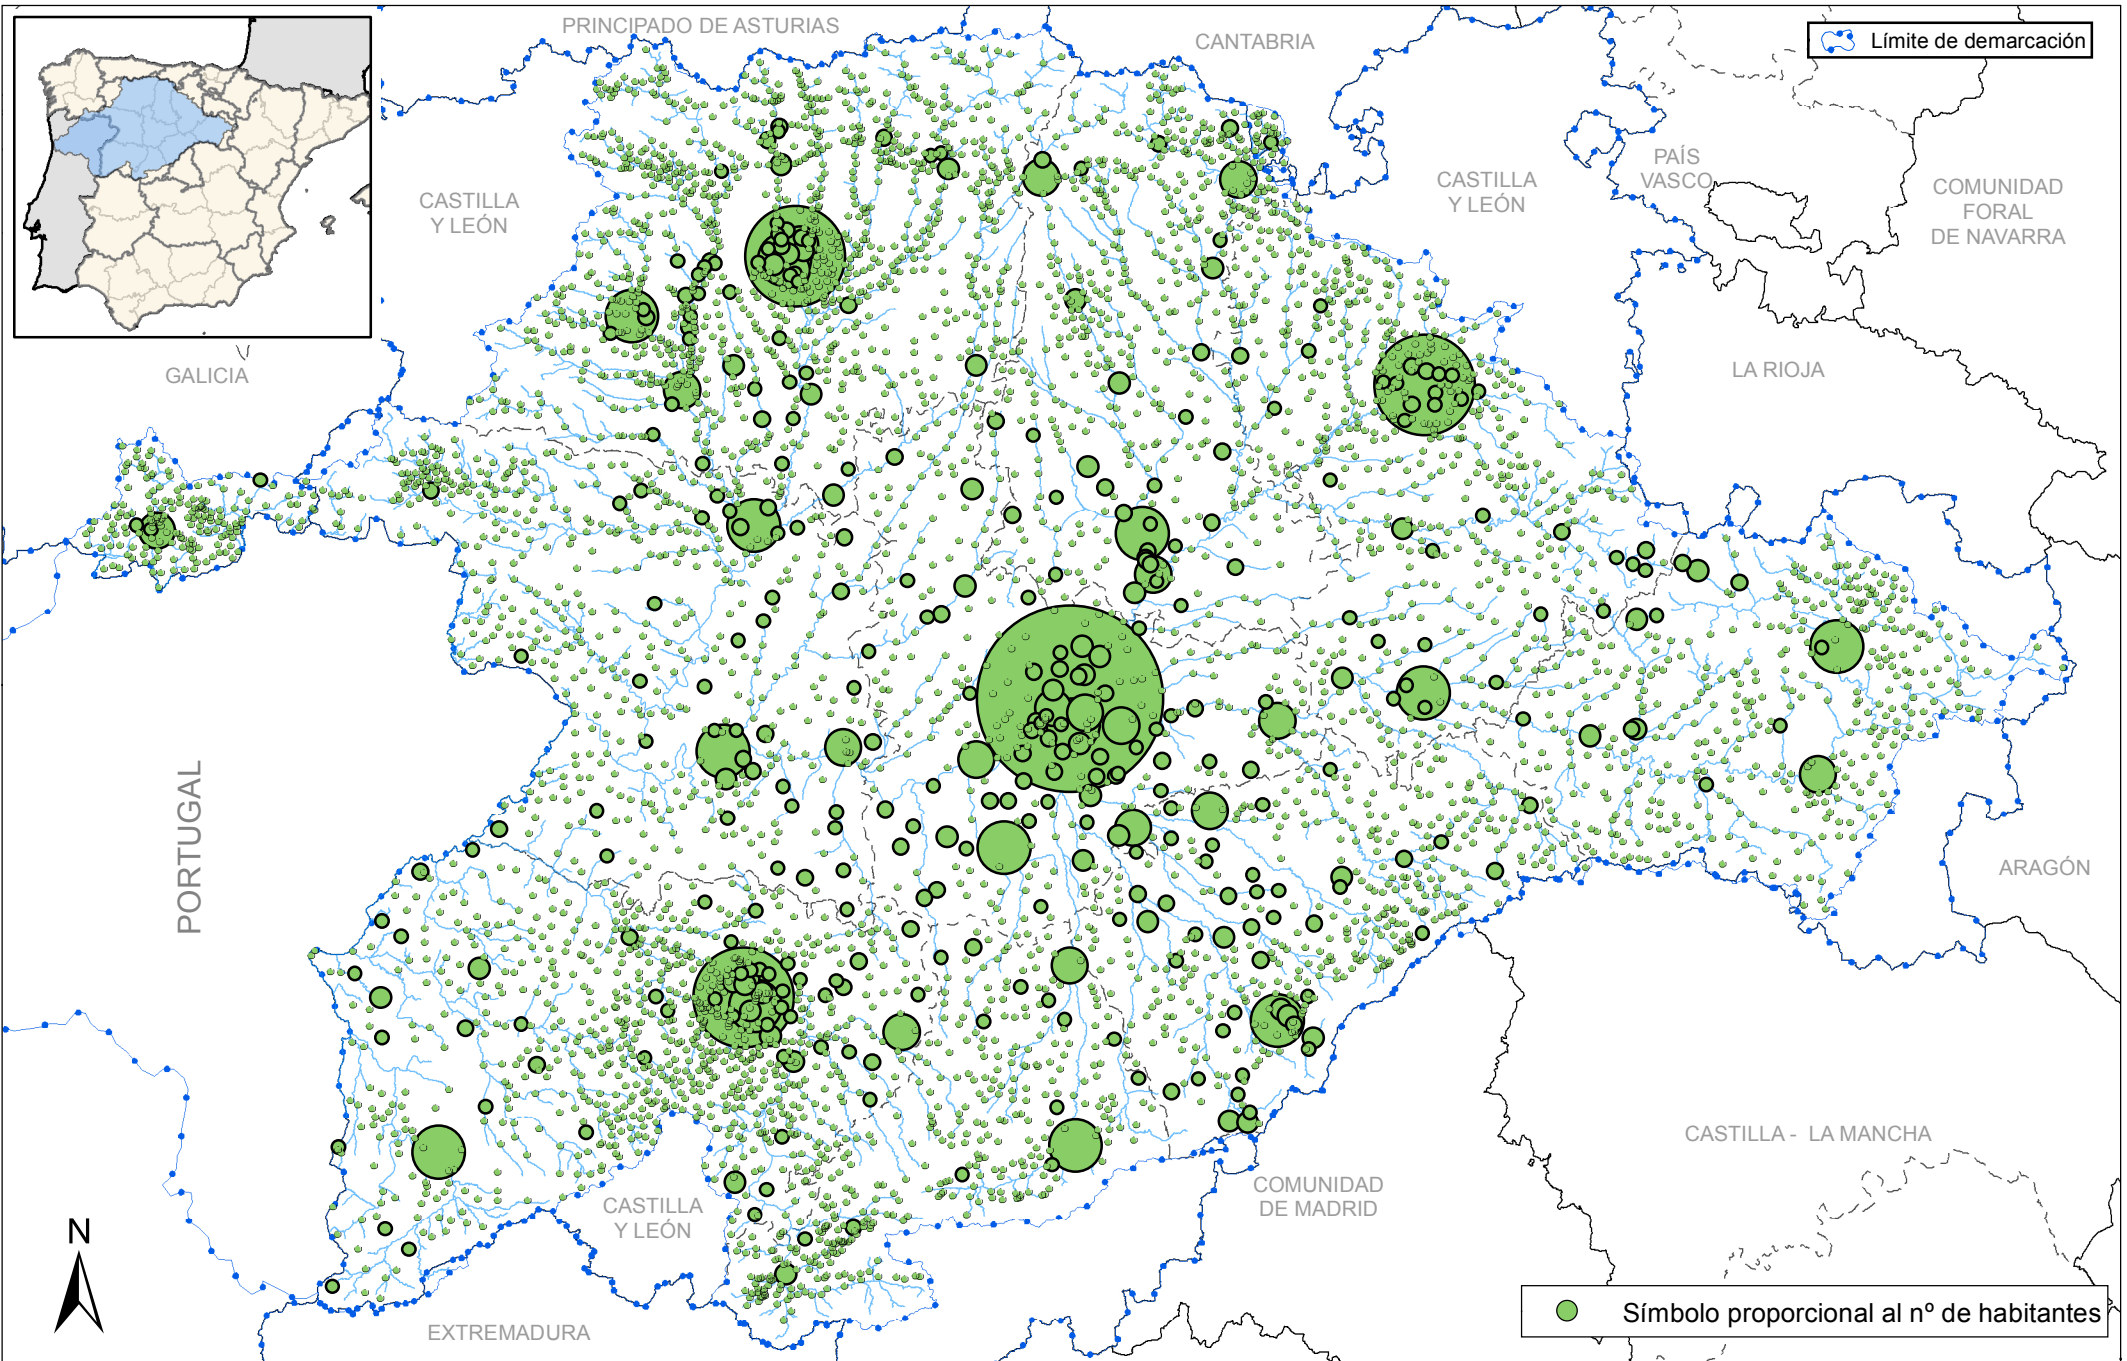 PRINCIPADO DE ASTURIAS
CANTABRIA
Límite de demarcación
PAÍS
VASCO
CASTILLA
Y LEÓN
CASTILLA
Y LEÓN
COMUNIDAD
FORAL
DE NAVARRA
GALICIA
LA RIOJA
PORTUGAL
ARAGÓN
CASTILLA - LA MANCHA
COMUNIDAD
DE MADRID
CASTILLA
Y LEÓN
N
EXTREMADURA
Símbolo proporcional al nº de habitantes